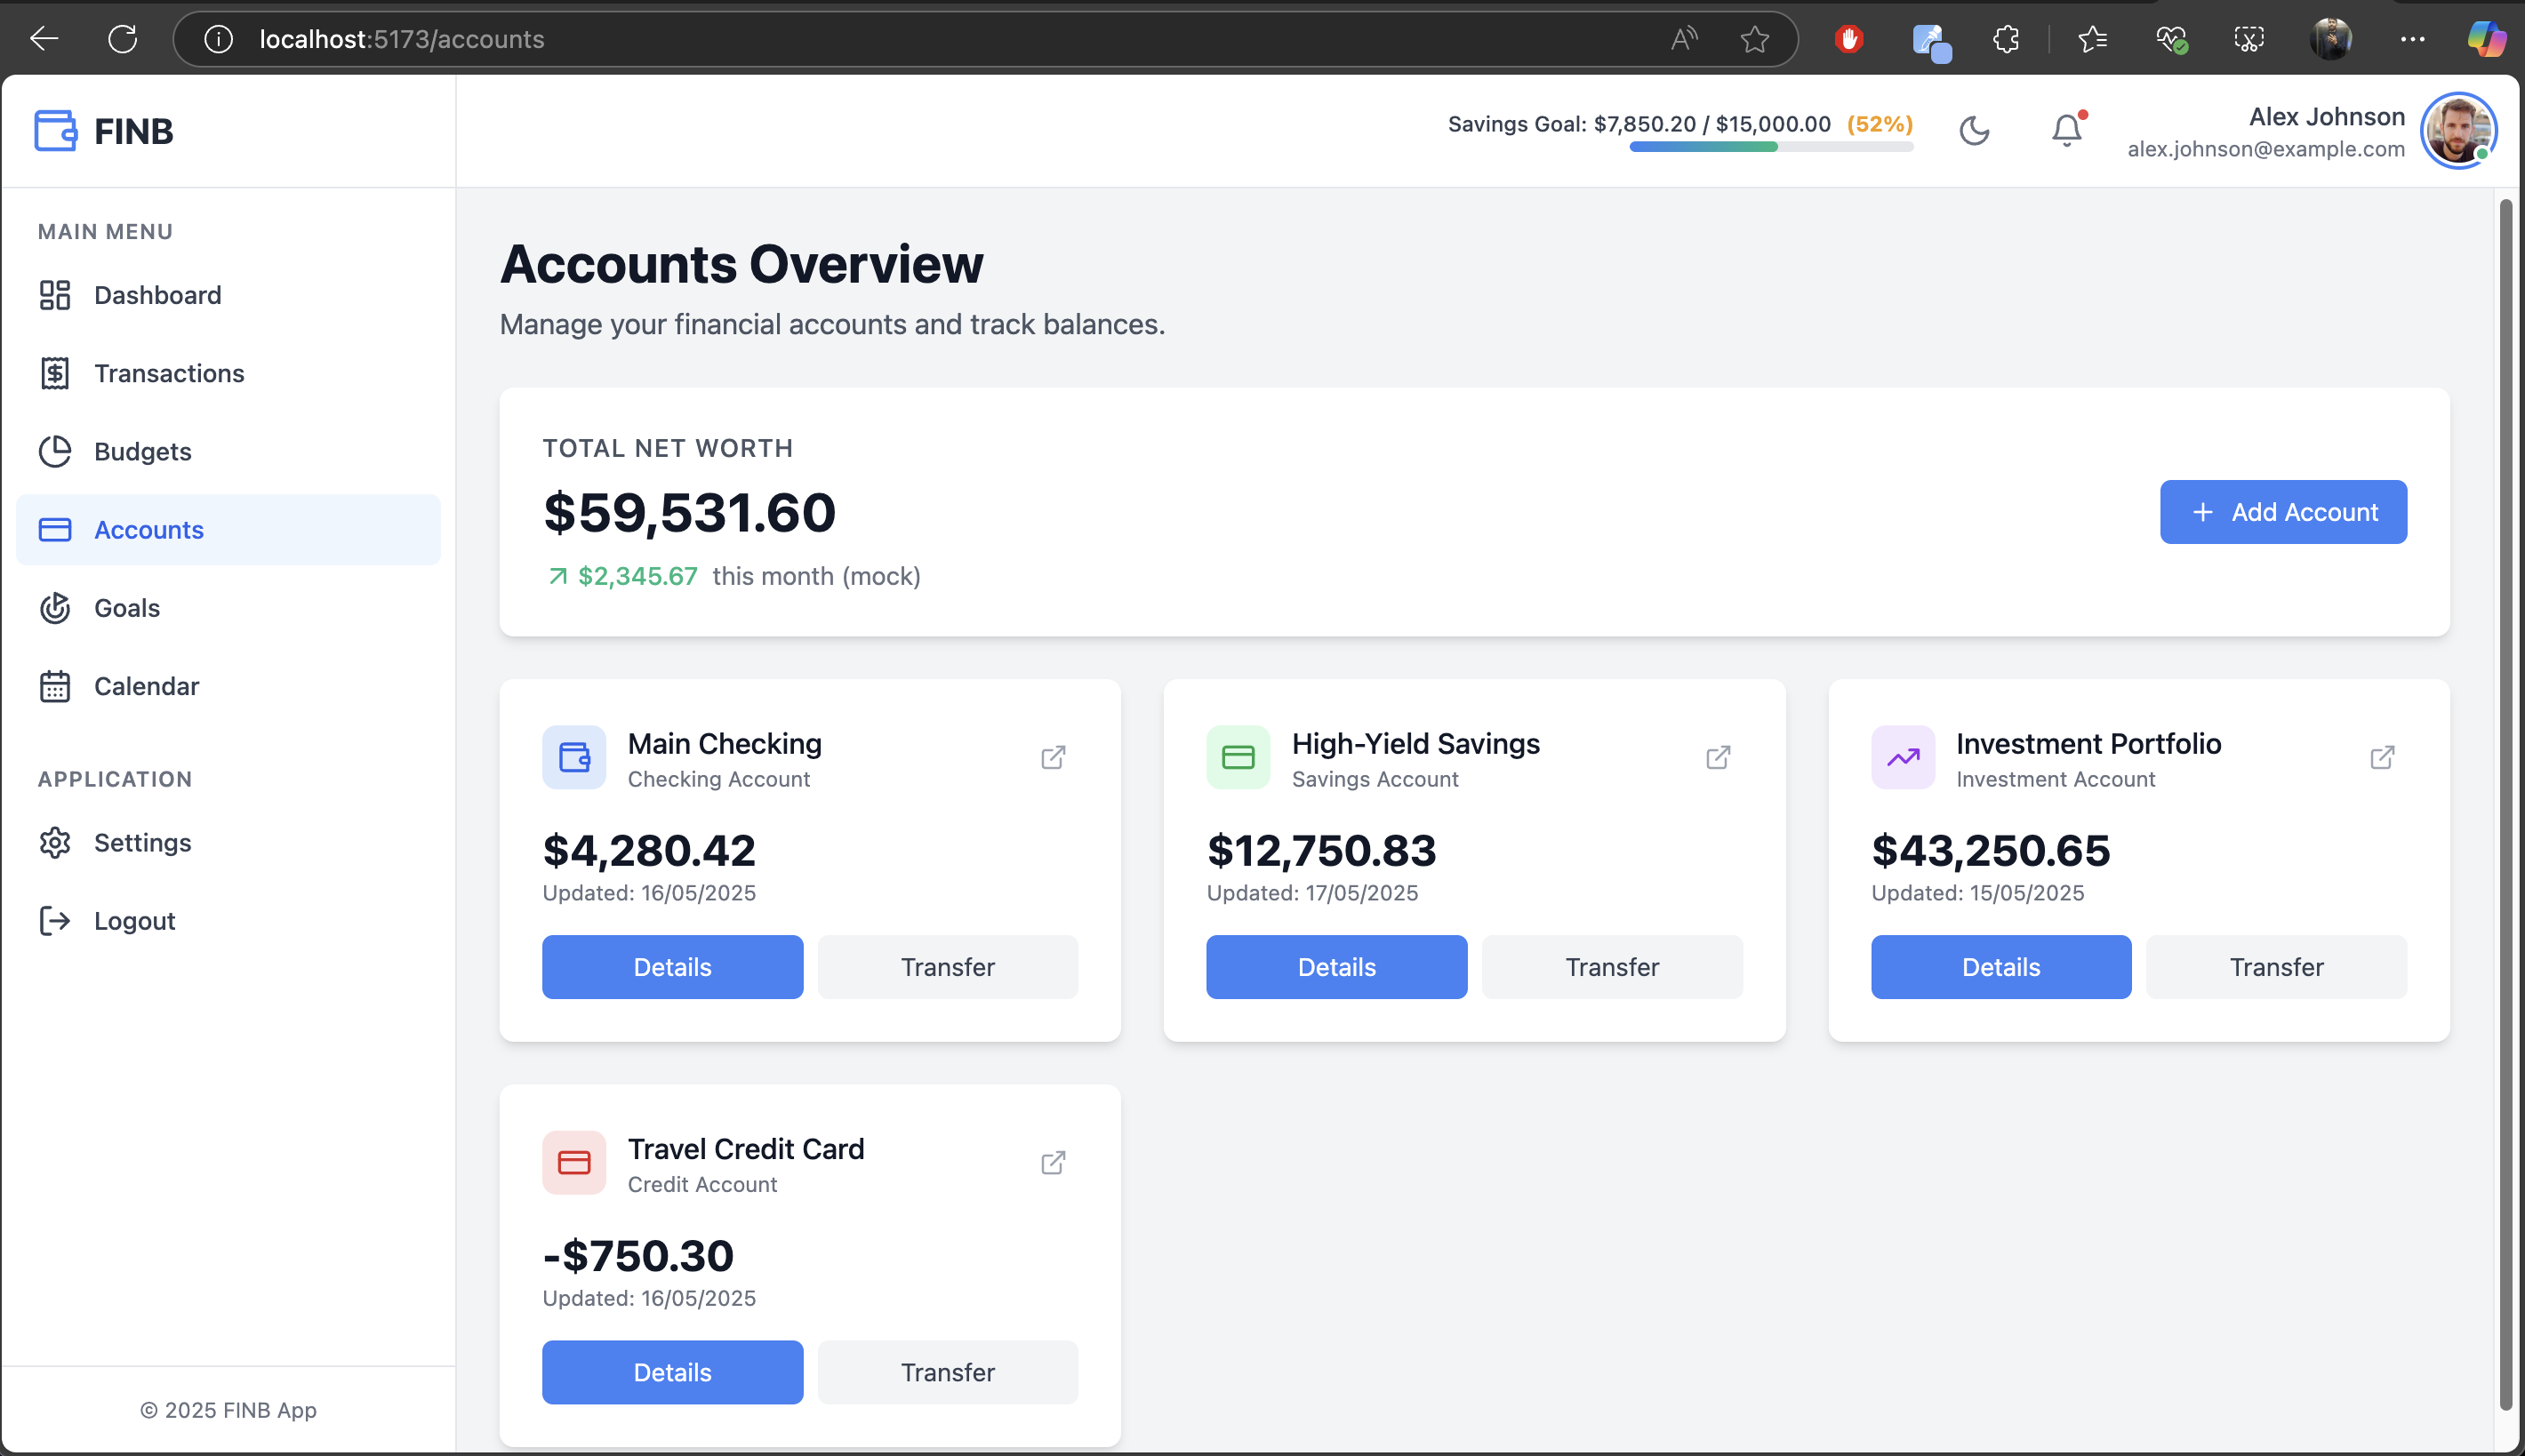 localhost:5173/accounts
FINB
Savings Goal: $7,850.20 / $15,000.00 (52%)
Alex Johnson
alex.johnson@example.com
MAIN MENU
Dashboard
Transactions
Budgets
Accounts
Goals
Calendar
APPLICATION
Settings
Logout
© 2025 FINB App
Accounts Overview
Manage your financial accounts and track balances.
TOTAL NET WORTH
$59,531.60
$2,345.67 this month (mock)
+ Add Account
Main Checking
Checking Account
$4,280.42
Updated: 16/05/2025
Details Transfer
High-Yield Savings
Savings Account
$12,750.83
Updated: 17/05/2025
Details Transfer
Investment Portfolio
Investment Account
$43,250.65
Updated: 15/05/2025
Details Transfer
Travel Credit Card
Credit Account
-$750.30
Updated: 16/05/2025
Details Transfer